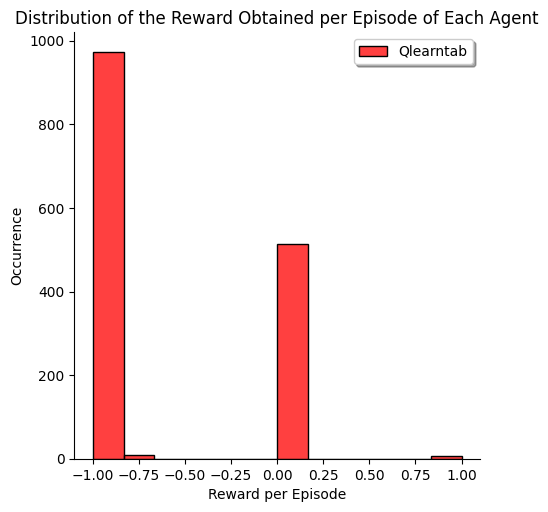 Distribution of the Reward Obtained per Episode of Each Agent
Qlearntab
1000
800
600
400
200
0
Occurrence
−1.00 −0.75 −0.50 −0.25 0.00 0.25 0.50 0.75 1.00
Reward per Episode